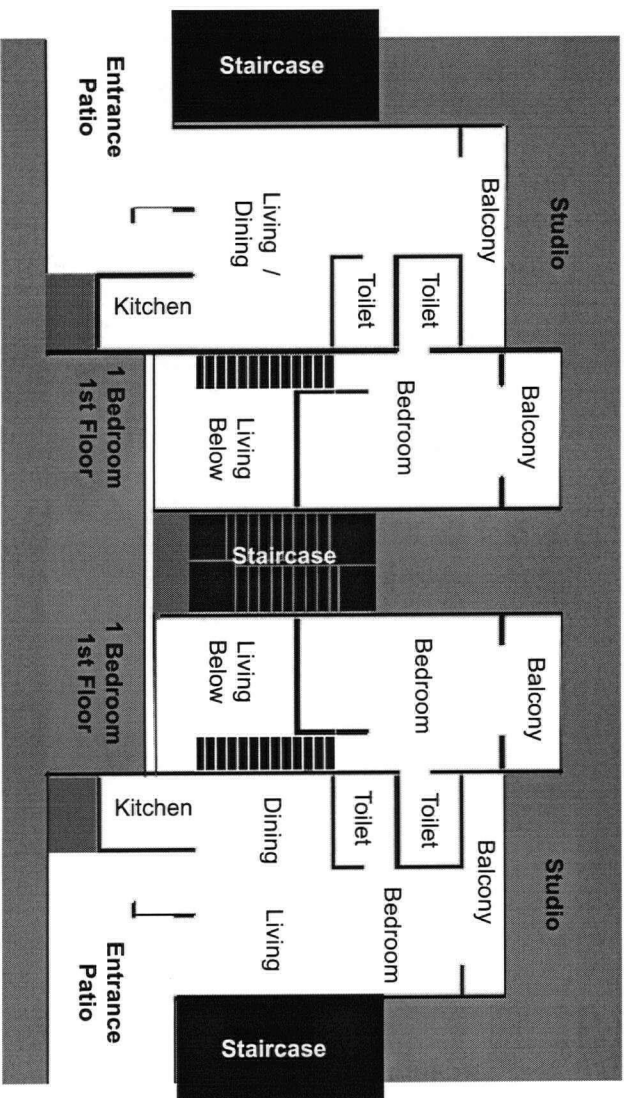 Staircase
Entrance
Patio
Studio
Balcony
Living /
Dining
Toilet
Toilet
Kitchen
1 Bedroom
1st Floor
Bedroom
Balcony
Living
Below
Staircase
1 Bedroom
1st Floor
Living
Below
Bedroom
Balcony
Kitchen
Dining
Toilet
Toilet
Balcony
Studio
Bedroom
Living
Entrance
Patio
Staircase